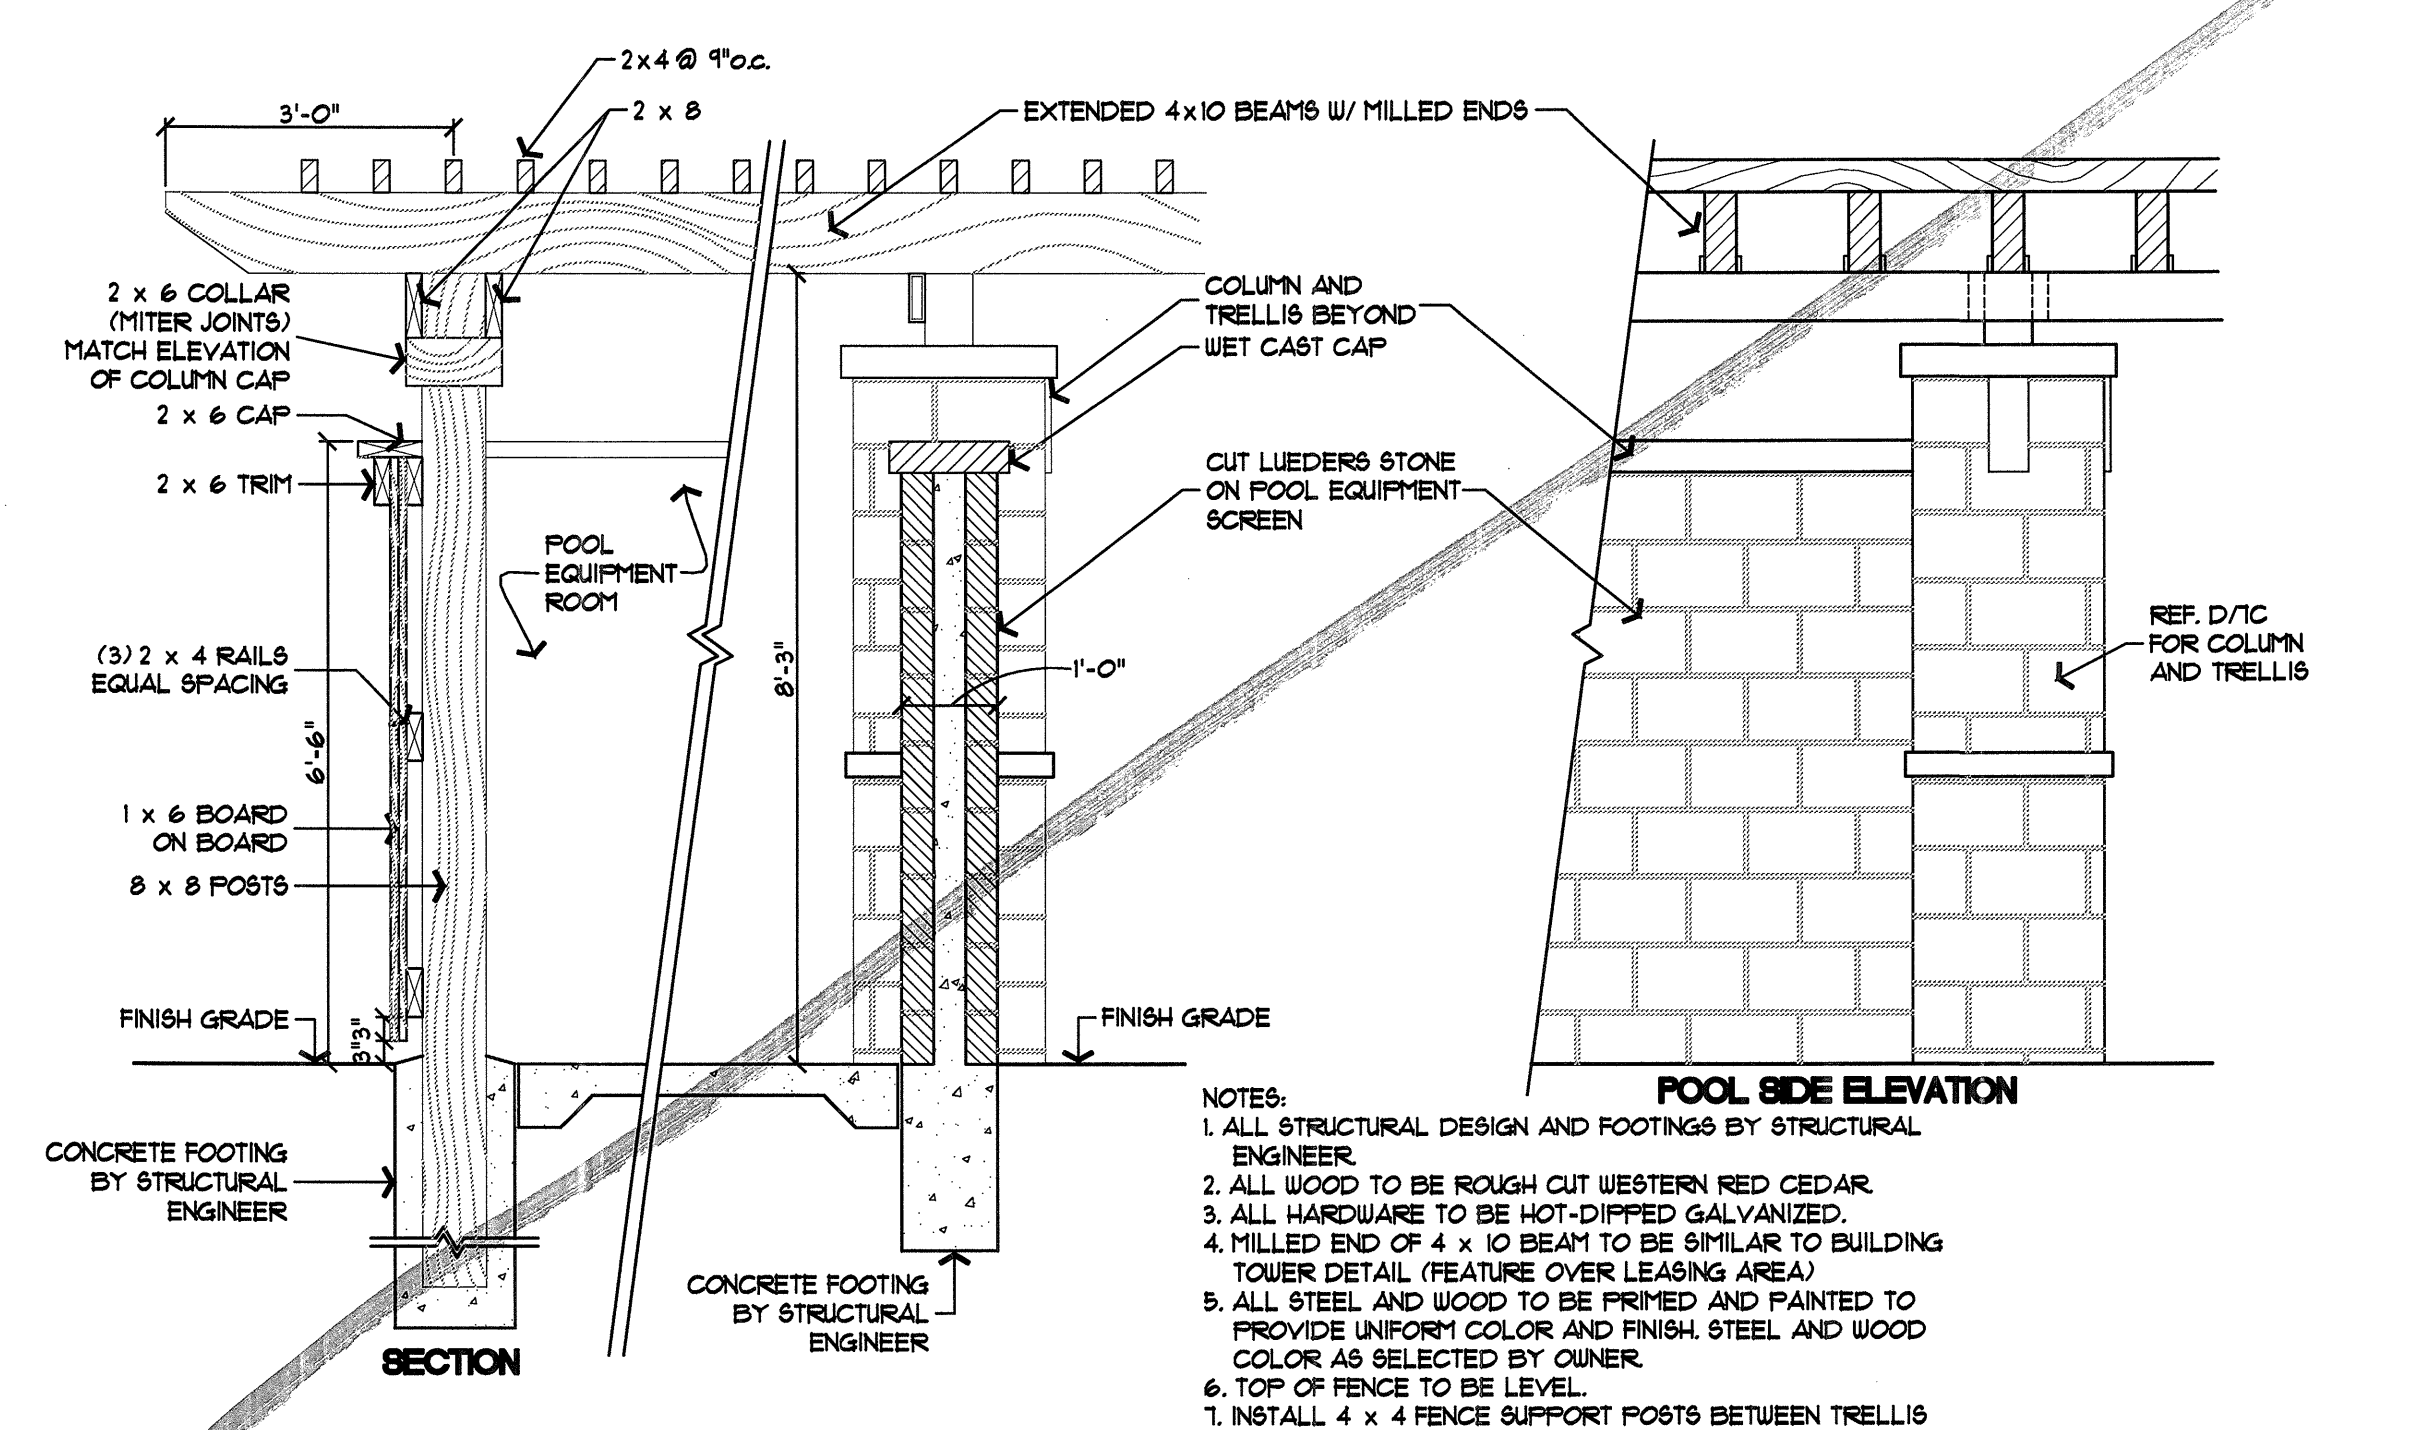 2x4 @ 9"o.c.
3'-0"
2 x 8
EXTENDED 4x10 BEAMS W/ MILLED ENDS
2 x 6 COLLAR
(MITER JOINTS)
MATCH ELEVATION
OF COLUMN CAP
2 x 6 CAP
2 x 6 TRIM
COLUMN AND
TRELLIS BEYOND
WET CAST CAP
CUT LUEDERS STONE
ON POOL EQUIPMENT
SCREEN
POOL
EQUIPMENT
ROOM
(3) 2 x 4 RAILS
EQUAL SPACING
6'-6"
8'-3"
1'-0"
REF. D/7C
FOR COLUMN
AND TRELLIS
1 x 6 BOARD
ON BOARD
8 x 8 POSTS
FINISH GRADE
3"
3"
FINISH GRADE
CONCRETE FOOTING
BY STRUCTURAL
ENGINEER
CONCRETE FOOTING
BY STRUCTURAL
ENGINEER
SECTION
POOL SIDE ELEVATION
NOTES:
1. ALL STRUCTURAL DESIGN AND FOOTINGS BY STRUCTURAL
ENGINEER.
2. ALL WOOD TO BE ROUGH CUT WESTERN RED CEDAR.
3. ALL HARDWARE TO BE HOT-DIPPED GALVANIZED.
4. MILLED END OF 4 x 10 BEAM TO BE SIMILAR TO BUILDING
TOWER DETAIL (FEATURE OVER LEASING AREA)
5. ALL STEEL AND WOOD TO BE PRIMED AND PAINTED TO
PROVIDE UNIFORM COLOR AND FINISH. STEEL AND WOOD
COLOR AS SELECTED BY OWNER.
6. TOP OF FENCE TO BE LEVEL.
7. INSTALL 4 x 4 FENCE SUPPORT POSTS BETWEEN TRELLIS